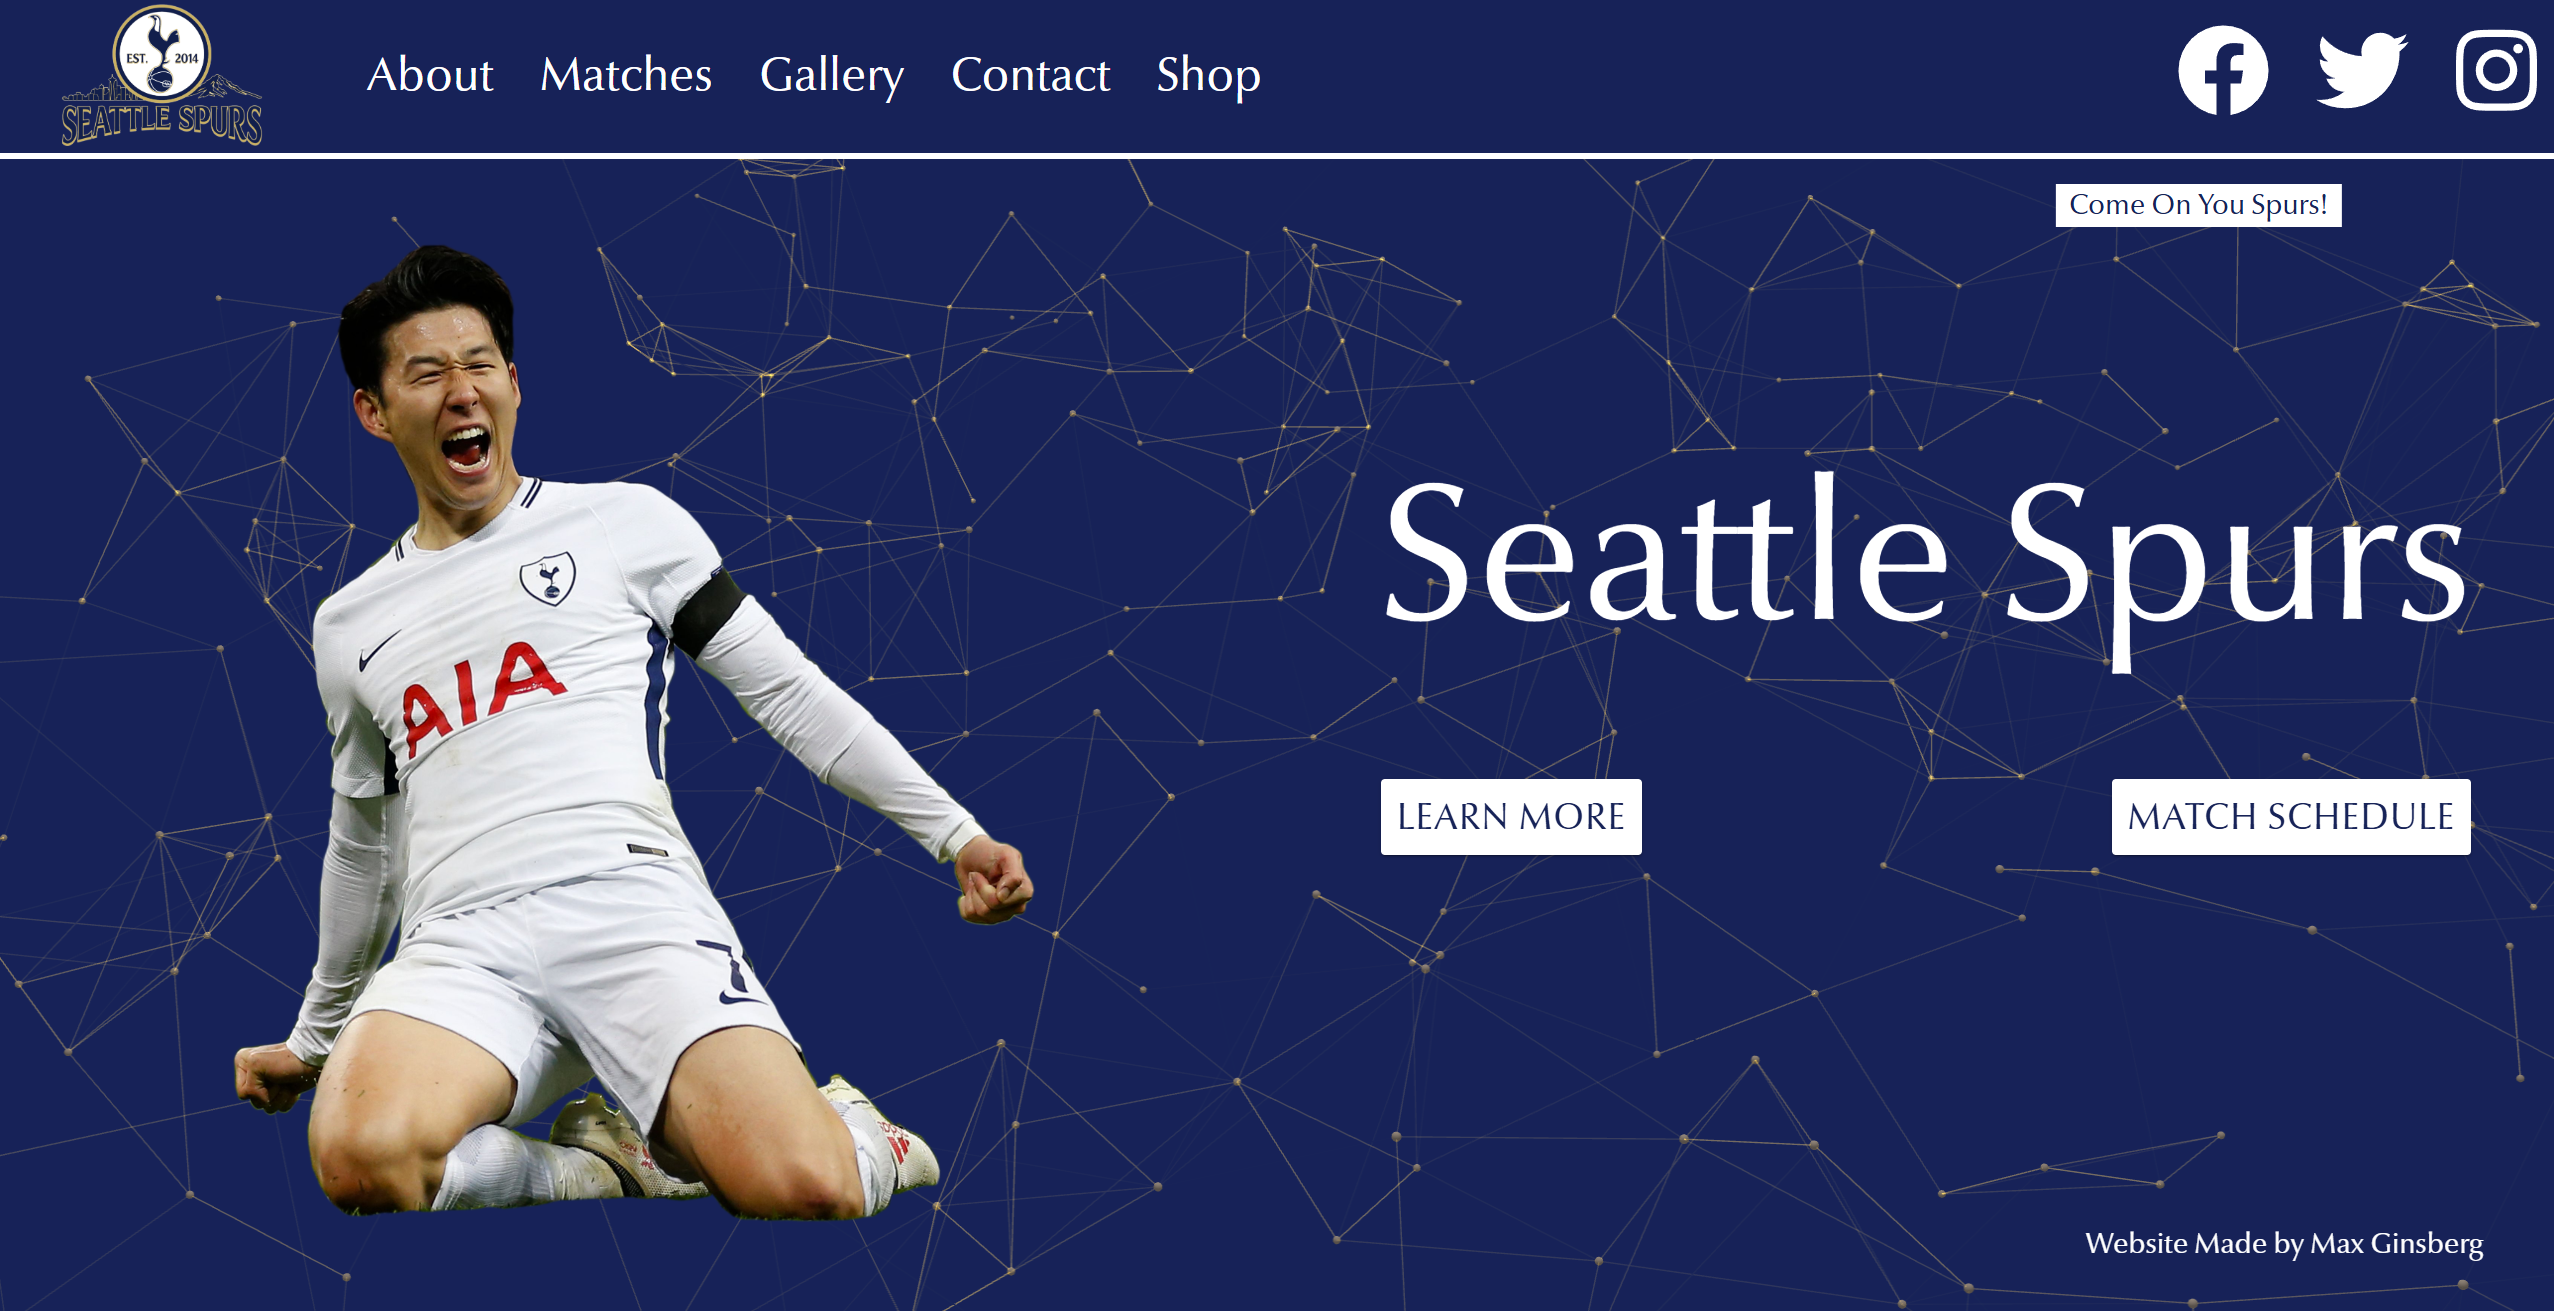 EST. 2014
SEATTLE SPURS
About Matches Gallery Contact Shop
Come On You Spurs!
AIA
7
Seattle Spurs
LEARN MORE
MATCH SCHEDULE
Website Made by Max Ginsberg